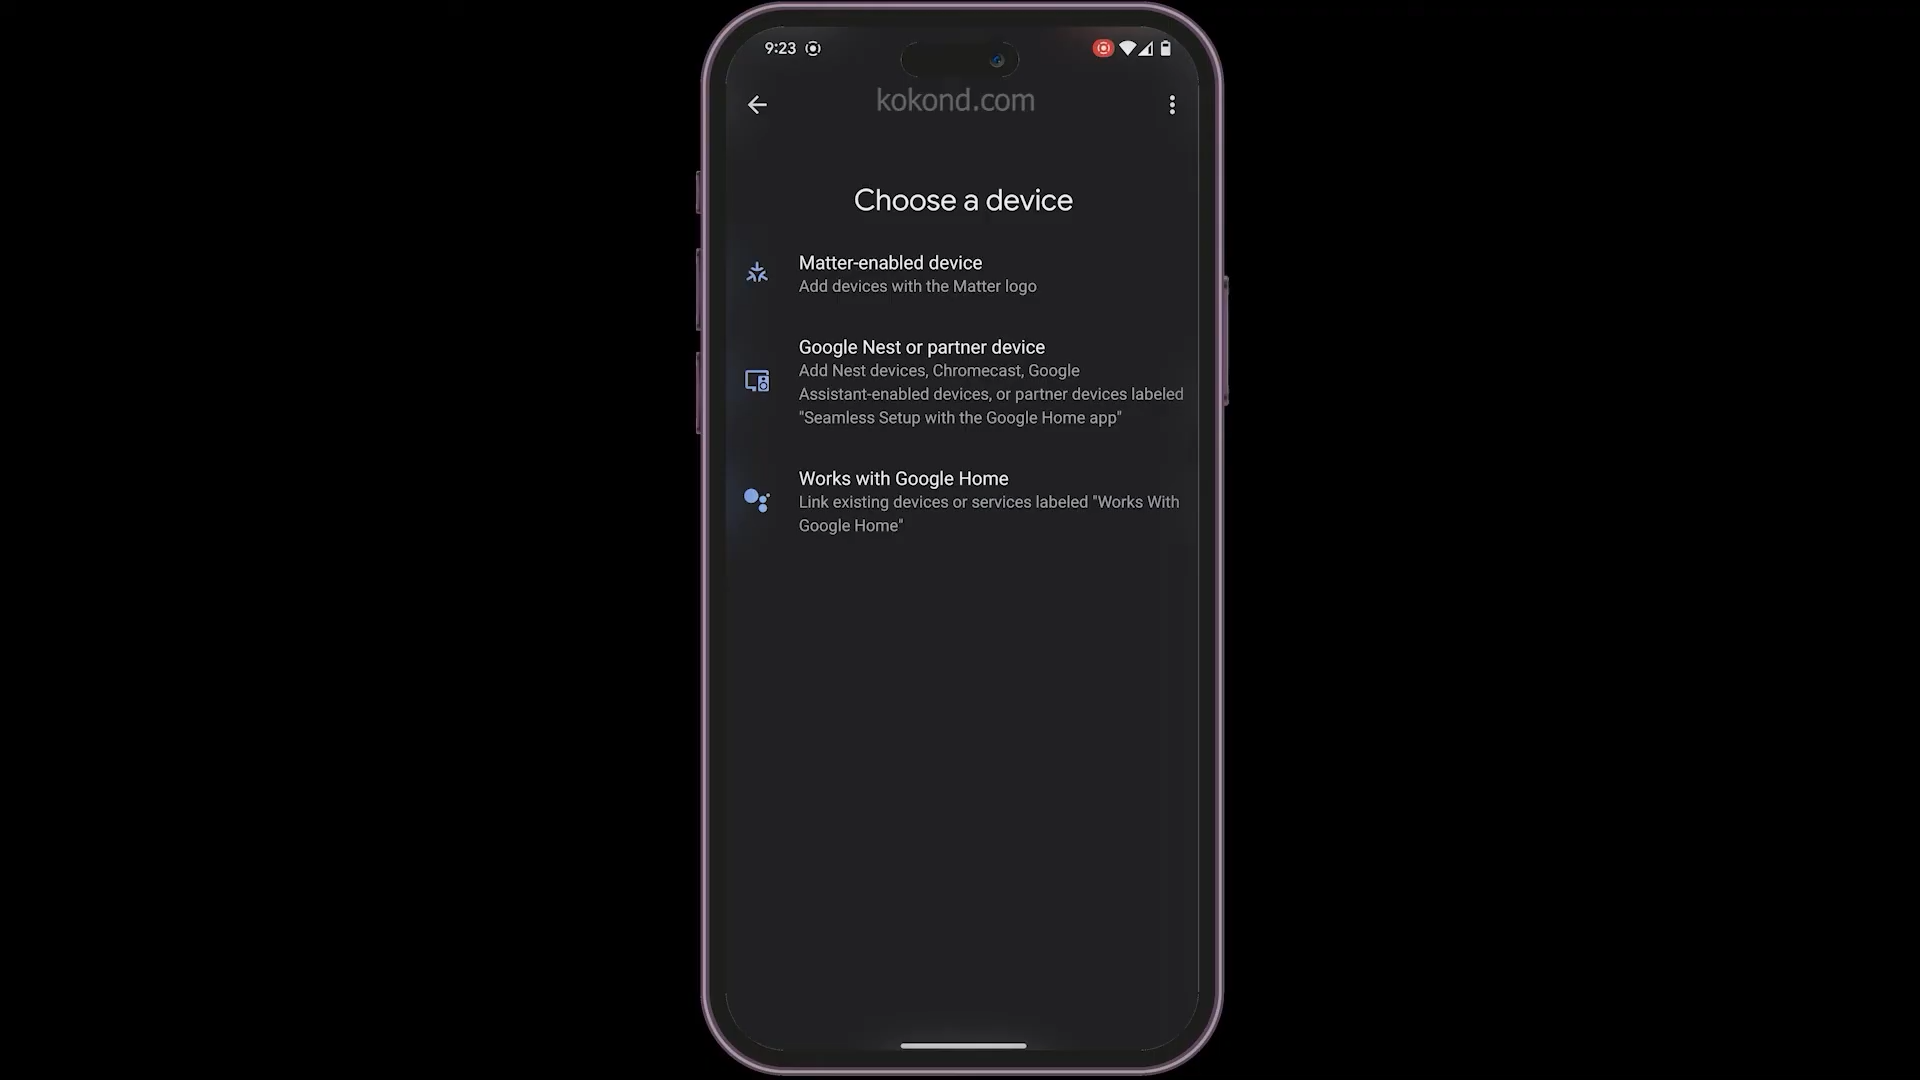 9:23
kokond.com
Choose a device
Matter-enabled device
Add devices with the Matter logo
Google Nest or partner device
Add Nest devices, Chromecast, Google
Assistant-enabled devices, or partner devices labeled
"Seamless Setup with the Google Home app"
Works with Google Home
Link existing devices or services labeled "Works With
Google Home"